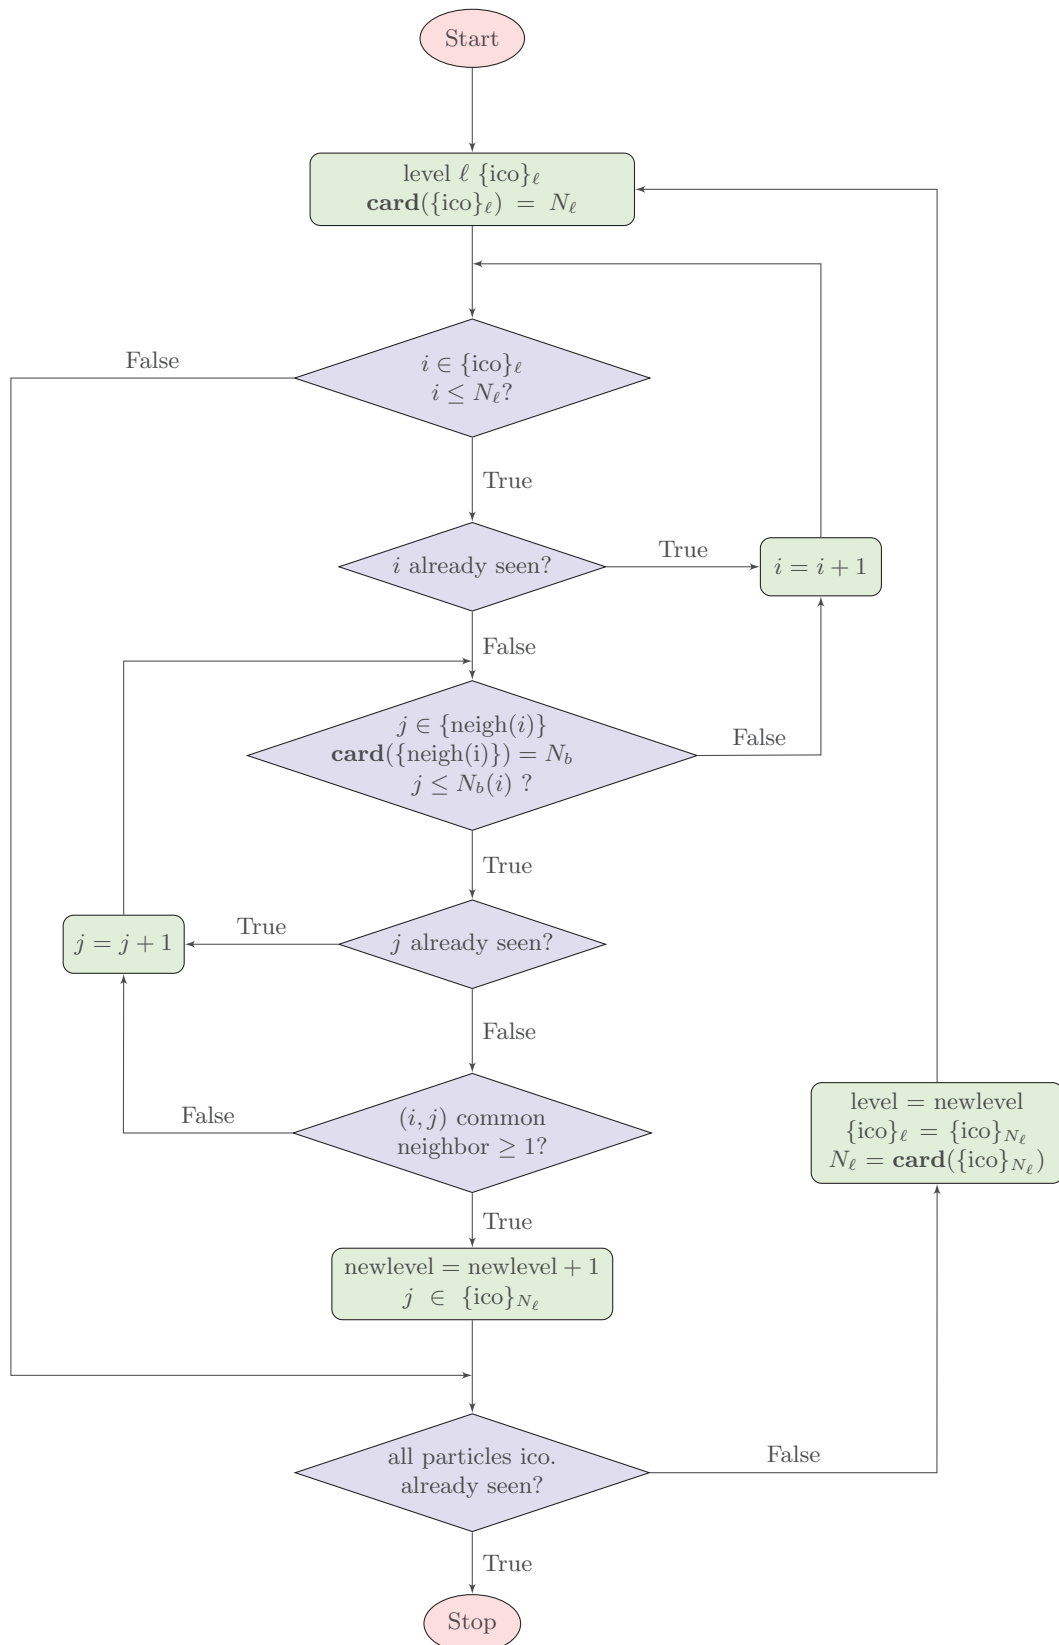 Start
level ℓ {ico}ℓ
card({ico}ℓ) = Nℓ
False
i ∈ {ico}ℓ
i ≤ Nℓ?
True
i already seen?
True
i = i + 1
False
j ∈ {neigh(i)}
card({neigh(i)}) = Nb
j ≤ Nb(i) ?
False
True
j = j + 1
True
j already seen?
False
False
(i, j) common
neighbor ≥ 1?
level = newlevel
{ico}ℓ = {ico}Nℓ
Nℓ = card({ico}Nℓ)
True
newlevel = newlevel + 1
j ∈ {ico}Nℓ
all particles ico.
already seen?
False
True
Stop